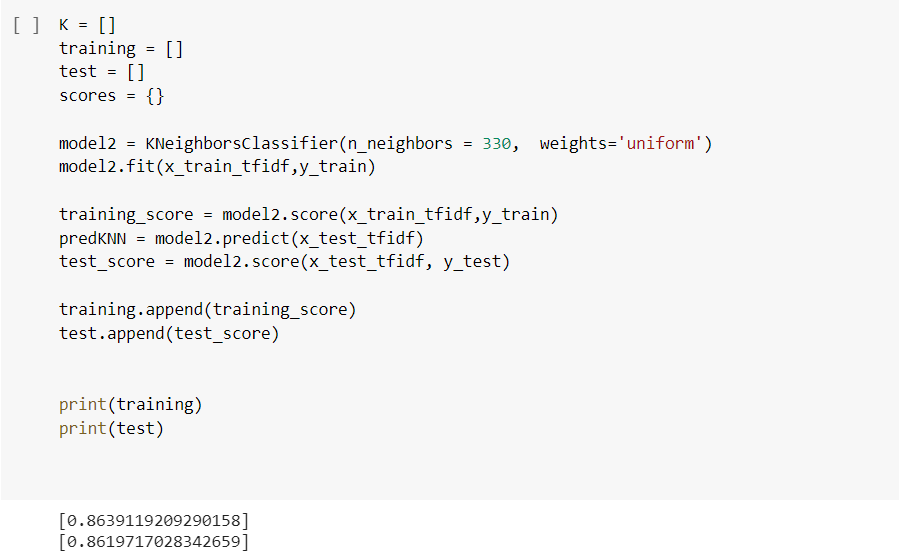 [ ] K = []
training = []
test = []
scores = {}
model2 = KNeighborsClassifier(n_neighbors = 330,  weights='uniform')
model2.fit(x_train_tfidf,y_train)
training_score = model2.score(x_train_tfidf,y_train)
predKNN = model2.predict(x_test_tfidf)
test_score = model2.score(x_test_tfidf, y_test)
training.append(training_score)
test.append(test_score)
print(training)
print(test)
[0.8639119209290158]
[0.8619717028342659]